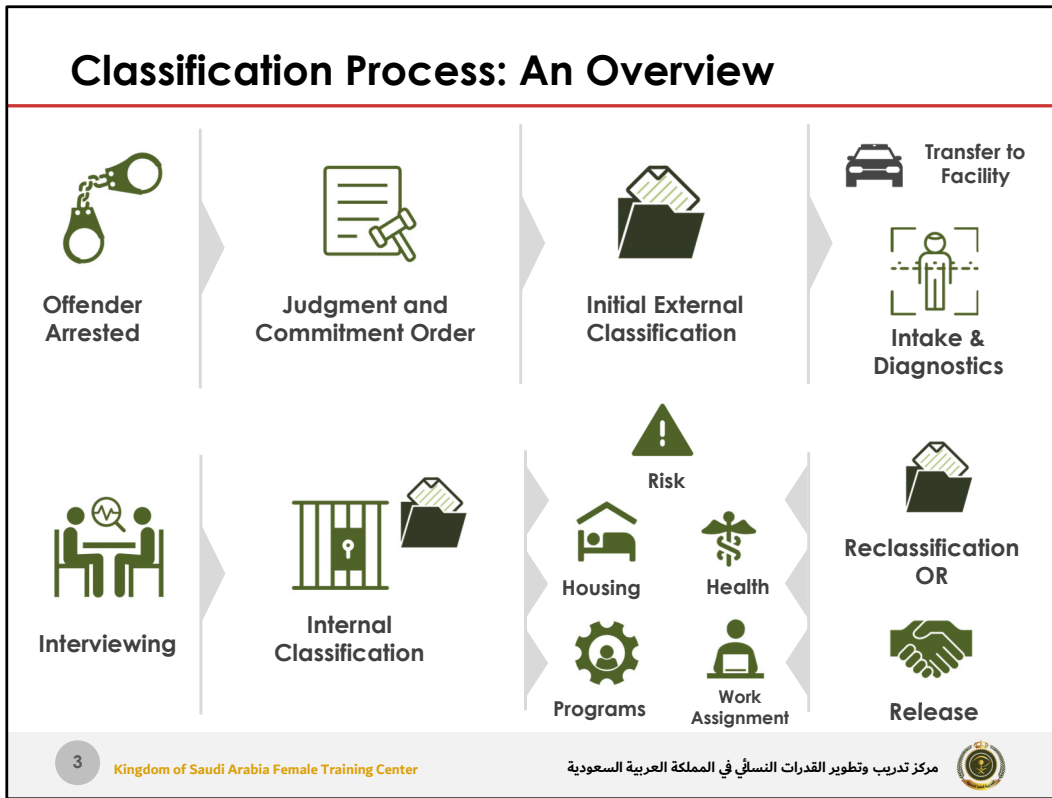 Classification Process: An Overview
Offender
Arrested
Judgment and
Commitment Order
Initial External
Classification
Transfer to
Facility
Intake &
Diagnostics
Interviewing
Internal
Classification
Risk
Housing
Health
Programs
Work
Assignment
Reclassification
OR
Release
3
Kingdom of Saudi Arabia Female Training Center
مركز تدريب وتطوير القدرات النسائي في المملكة العربية السعودية